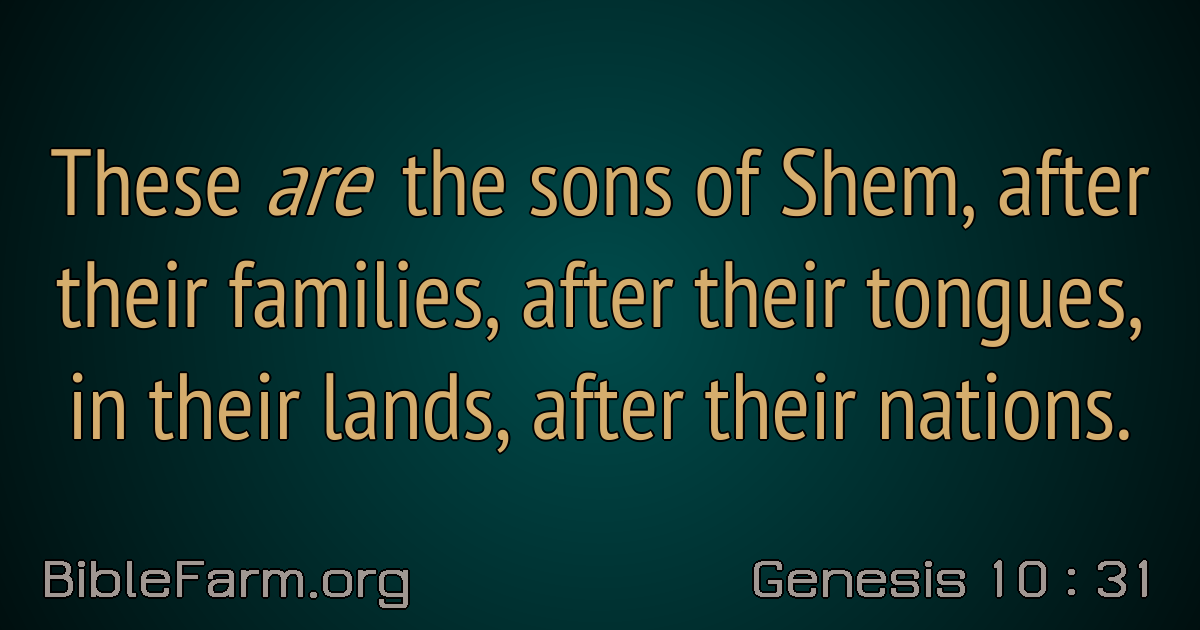 These are the sons of Shem, after
their families, after their tongues,
in their lands, after their nations.
BibleFarm.org
Genesis 10 : 31